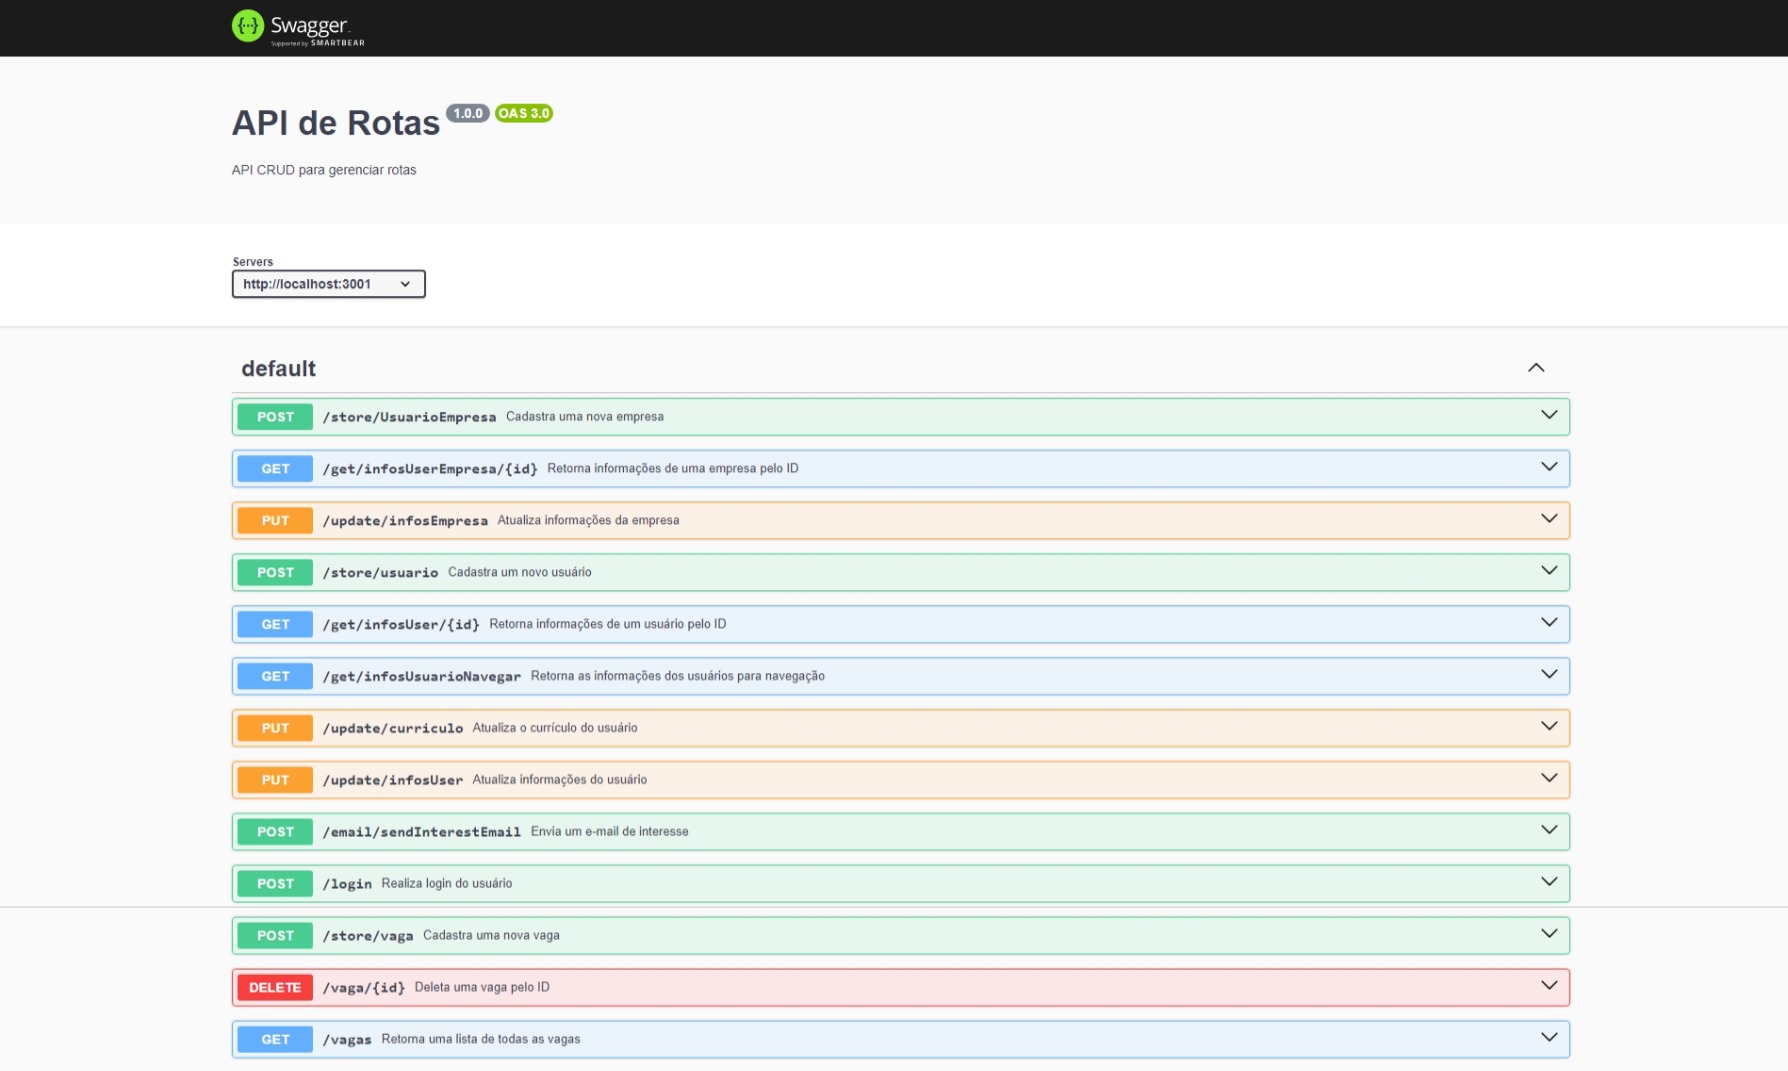 Swagger.
Supported by SMARTBEAR
API de Rotas 1.0.0 OAS 3.0
API CRUD para gerenciar rotas
Servers
http://localhost:3001
default
POST /store/UsuarioEmpresa Cadastra uma nova empresa
GET /get/infosUserEmpresa/{id} Retorna informações de uma empresa pelo ID
PUT /update/infosEmpresa Atualiza informações da empresa
POST /store/usuario Cadastra um novo usuário
GET /get/infosUser/{id} Retorna informações de um usuário pelo ID
GET /get/infosUsuarioNavegar Retorna as informações dos usuários para navegação
PUT /update/curriculo Atualiza o currículo do usuário
PUT /update/infosUser Atualiza informações do usuário
POST /email/sendInterestEmail Envia um e-mail de interesse
POST /login Realiza login do usuário
POST /store/vaga Cadastra uma nova vaga
DELETE /vaga/{id} Deleta uma vaga pelo ID
GET /vagas Retorna uma lista de todas as vagas